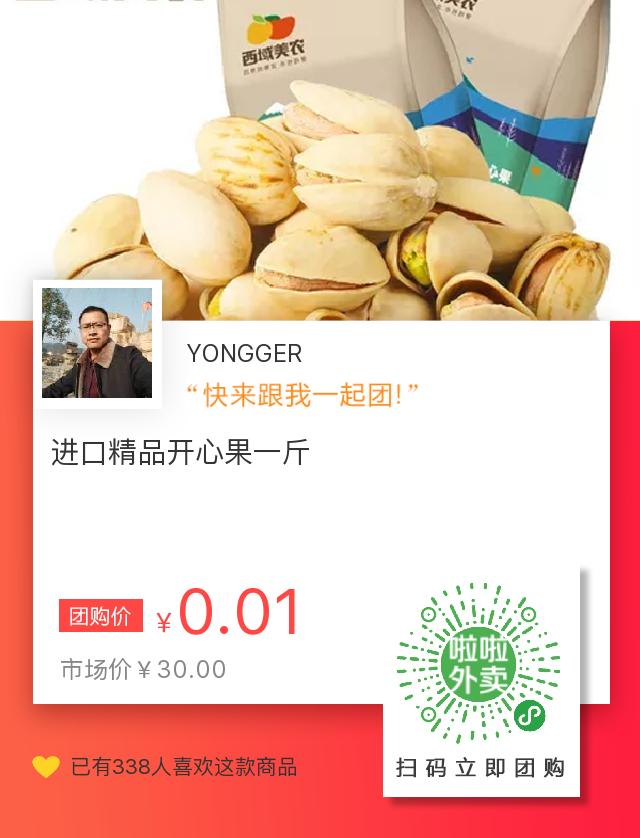 西域美农
YONGGER
“快来跟我一起团!”
进口精品开心果一斤
团购价 ¥0.01
市场价¥30.00
啦啦
外卖
扫码立即团购
已有338人喜欢这款商品